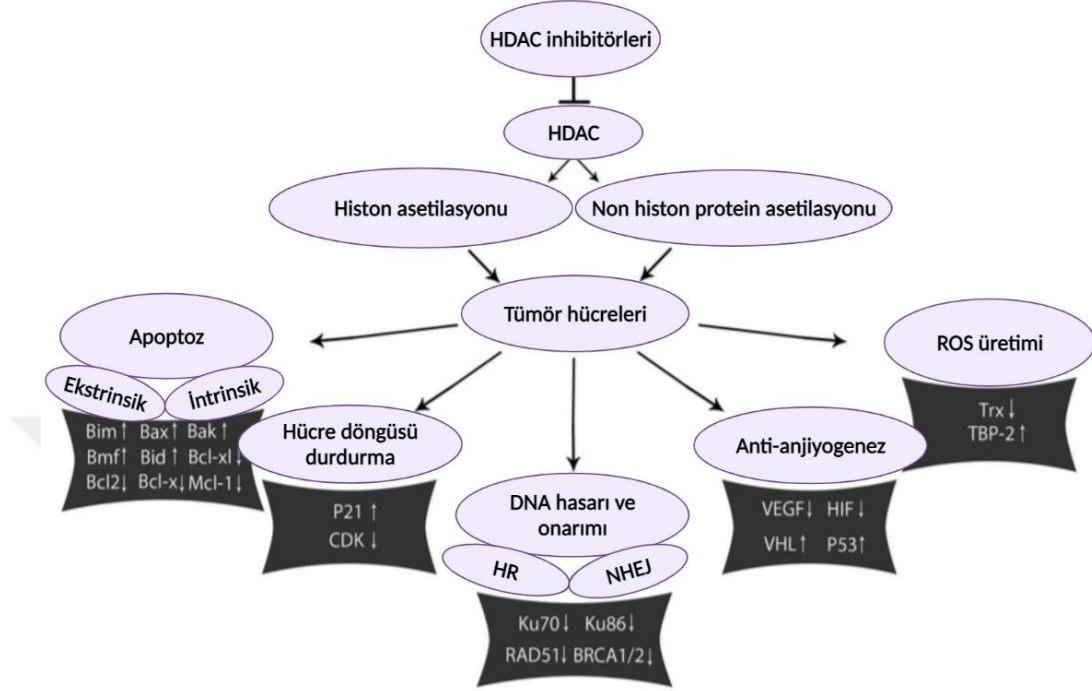 HDAC inhibitörleri
HDAC
Histon asetilasyonu
Non histon protein asetilasyonu
Tümör hücreleri
Apoptoz
Ekstrinsik
İntrinsik
Bim↑ Bax↑ Bak↑
Bmf↑ Bid↑ Bcl-xl↓
Bcl2↓ Bcl-x↓ Mcl-1↓
Hücre döngüsü
durdurma
P21 ↑
CDK ↓
DNA hasarı ve
onarımı
HR
NHEJ
Ku70↓ Ku86↓
RAD51↓ BRCA1/2↓
Anti-anjiyogenez
VEGF↓ HIF↓
VHL↑ P53↑
ROS üretimi
Trx↓
TBP-2↑